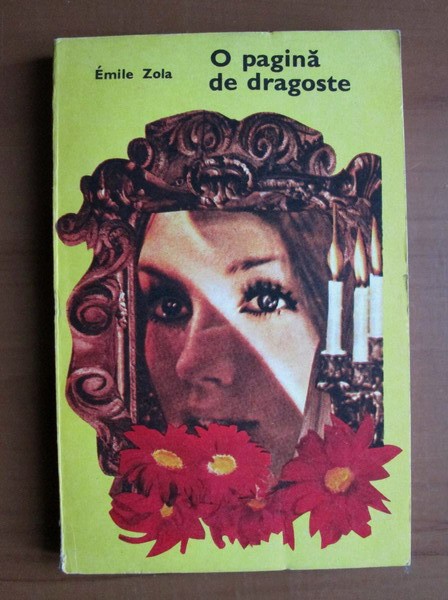 Émile Zola
O pagină
de dragoste